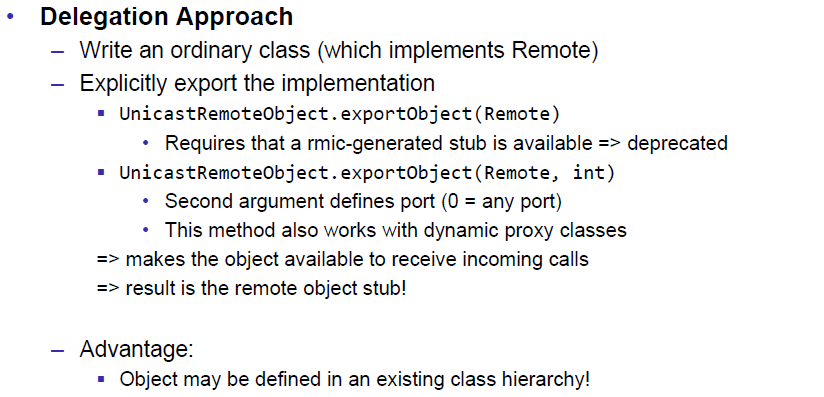 • Delegation Approach
– Write an ordinary class (which implements Remote)
– Explicitly export the implementation
▪ UnicastRemoteObject.exportObject(Remote)
• Requires that a rmic-generated stub is available => deprecated
▪ UnicastRemoteObject.exportObject(Remote, int)
• Second argument defines port (0 = any port)
• This method also works with dynamic proxy classes
=> makes the object available to receive incoming calls
=> result is the remote object stub!
– Advantage:
▪ Object may be defined in an existing class hierarchy!